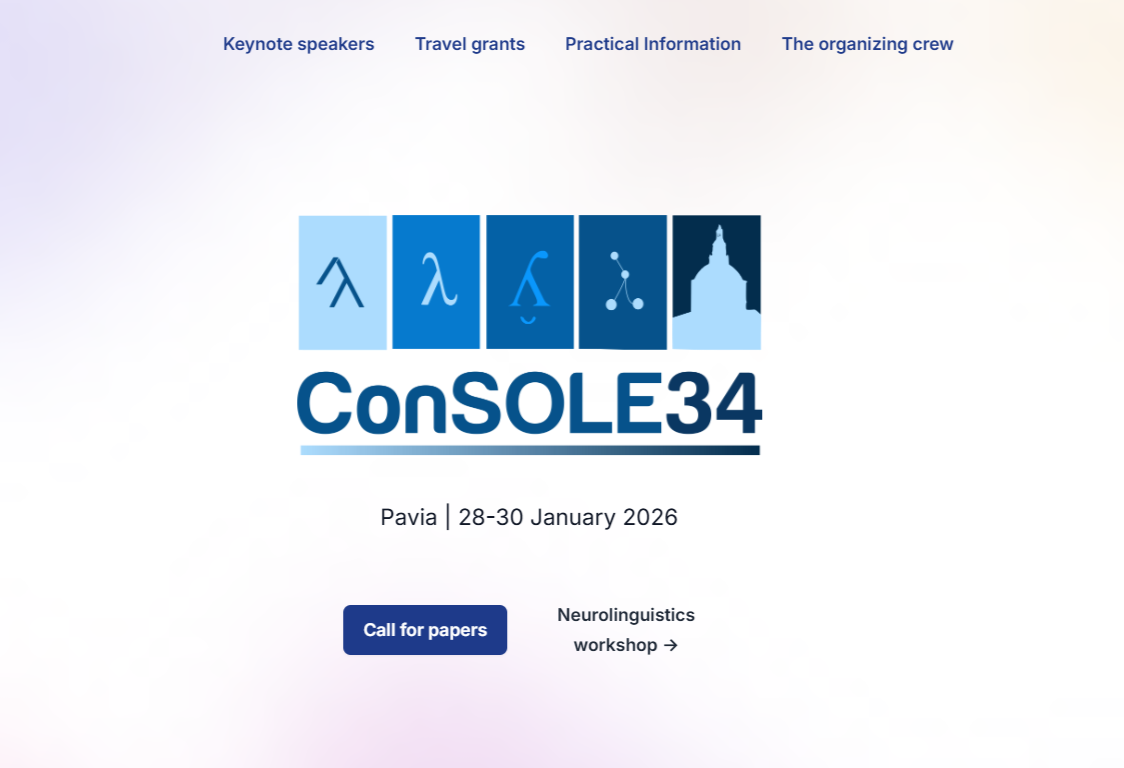 Keynote speakers Travel grants Practical Information The organizing crew
ConSOLE34
Pavia | 28-30 January 2026
Call for papers
Neurolinguistics
workshop →